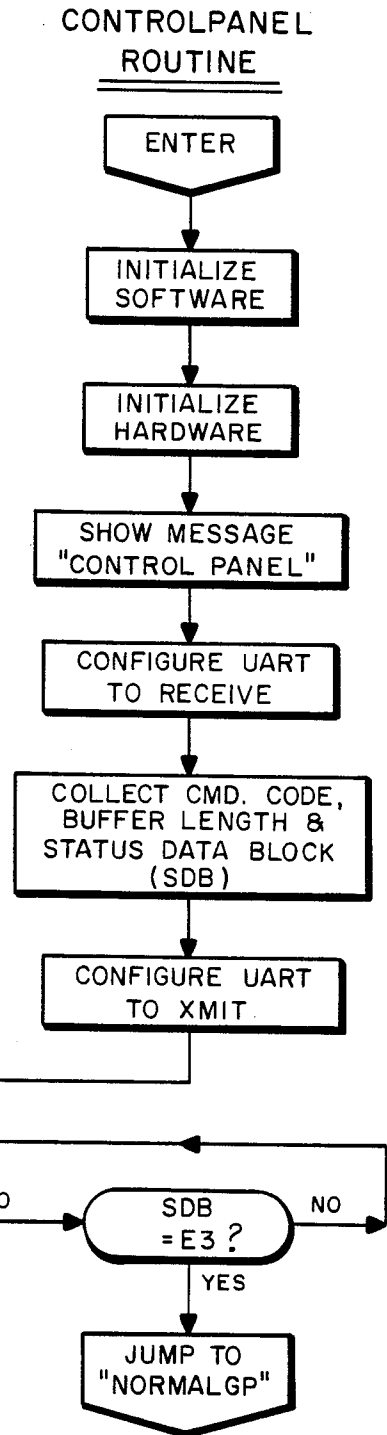 CONTROLPANEL
ROUTINE
ENTER
INITIALIZE
SOFTWARE
INITIALIZE
HARDWARE
SHOW MESSAGE
"CONTROL PANEL"
CONFIGURE UART
TO RECEIVE
COLLECT CMD. CODE,
BUFFER LENGTH &
STATUS DATA BLOCK
(SDB)
CONFIGURE UART
TO XMIT
SDB
=E3?
NO
YES
JUMP TO
"NORMALGP"